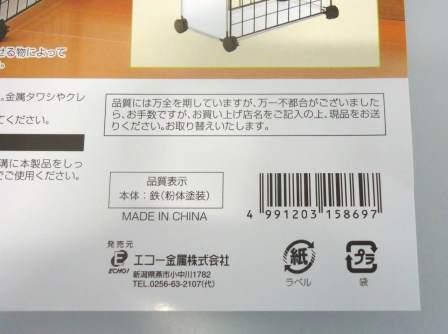 せる物によって
。金属タワシやクレ
てください。
溝に本製品をしっ
でご使用ください。
品質には万全を期していますが、万一不都合がございましたら、
お手数ですが、お買い上げ店名をご記入の上、現品をお送
りください。お取り替えいたします。
品質表示
本体：鉄(粉体塗装)
MADE IN CHINA
4 991203 158697
発売元
ECHO!
エコー金属株式会社
新潟県燕市小中川1782
TEL.0256-63-2107(代)
紙
ラベル
プラ
袋